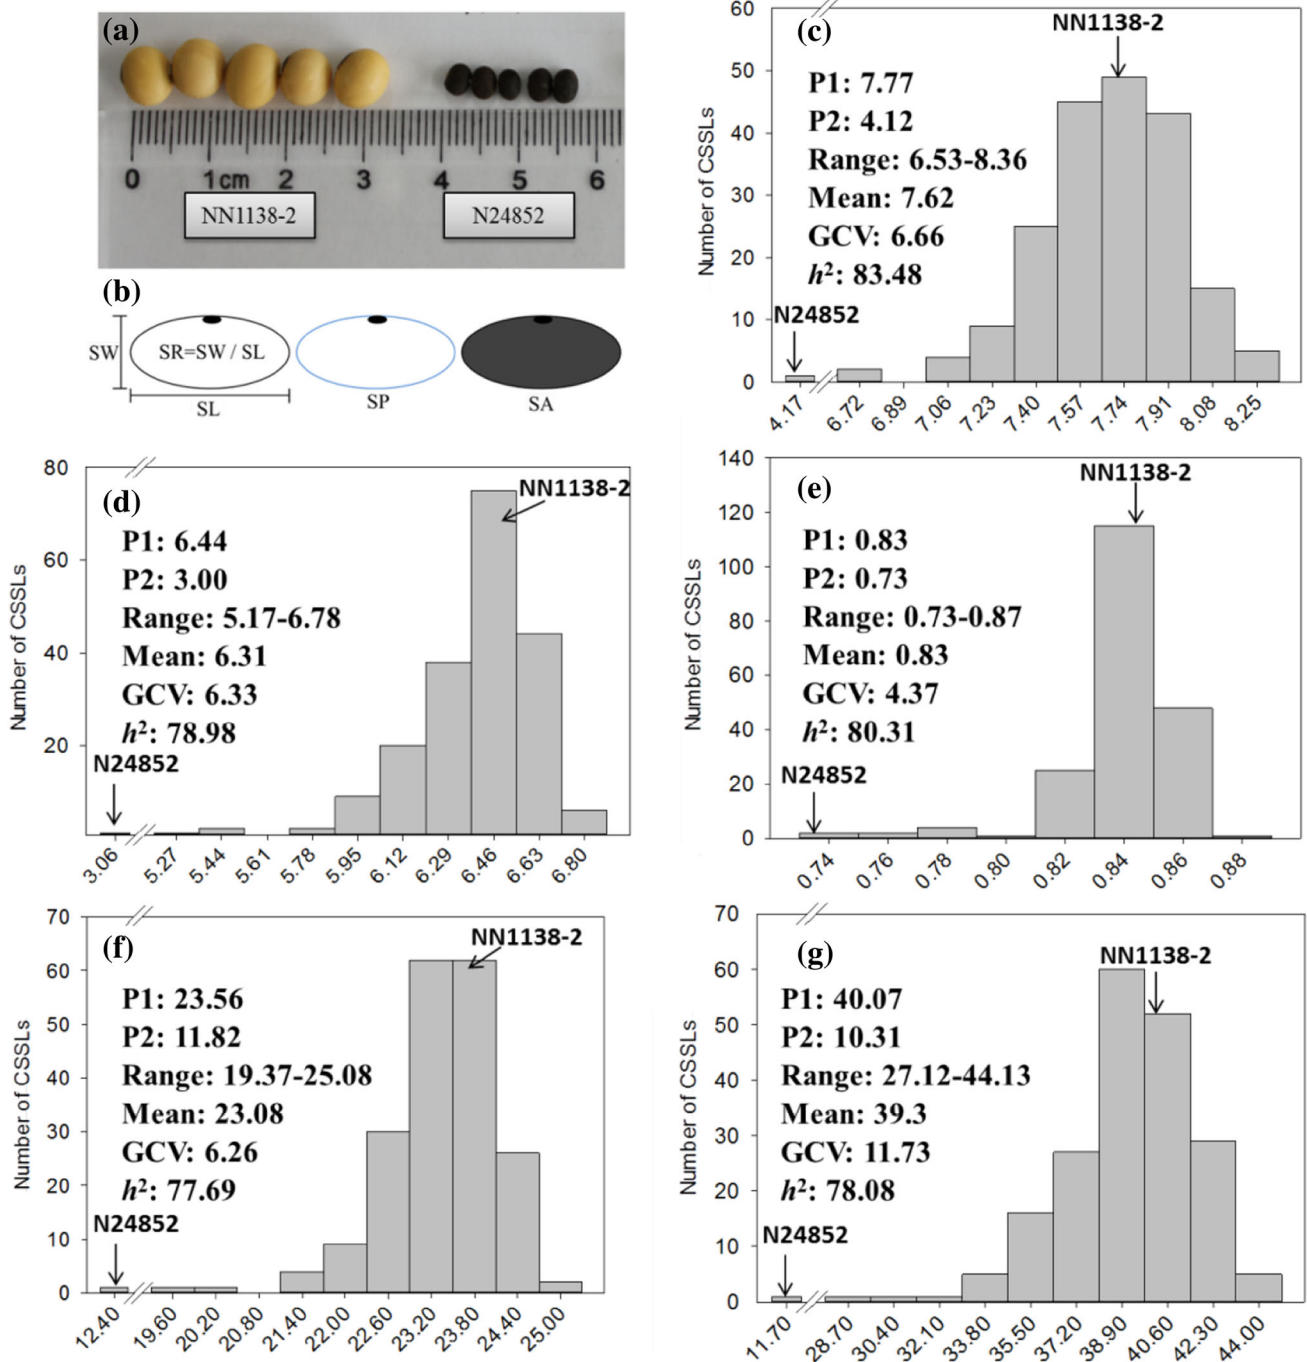 (a)
0 1cm 2 3 4 5 6
NN1138-2
N24852
(b)
SW
SR=SW / SL
SL
SP
SA
(c)
NN1138-2
P1: 7.77
P2: 4.12
Range: 6.53-8.36
Mean: 7.62
GCV: 6.66
h²: 83.48
N24852
Number of CSSLs
60
50
40
30
20
10
0
4.17 6.72 6.89 7.06 7.23 7.40 7.57 7.74 7.91 8.08 8.25
(d)
NN1138-2
P1: 6.44
P2: 3.00
Range: 5.17-6.78
Mean: 6.31
GCV: 6.33
h²: 78.98
N24852
Number of CSSLs
80
60
40
20
3.06 5.27 5.44 5.61 5.78 5.95 6.12 6.29 6.46 6.63 6.80
(e)
NN1138-2
P1: 0.83
P2: 0.73
Range: 0.73-0.87
Mean: 0.83
GCV: 4.37
h²: 80.31
N24852
Number of CSSLs
140
120
100
80
60
40
20
0
0.74 0.76 0.78 0.80 0.82 0.84 0.86 0.88
(f)
NN1138-2
P1: 23.56
P2: 11.82
Range: 19.37-25.08
Mean: 23.08
GCV: 6.26
h²: 77.69
N24852
Number of CSSLs
70
60
50
40
30
20
10
0
12.40 19.60 20.20 20.80 21.40 22.00 22.60 23.20 23.80 24.40 25.00
(g)
NN1138-2
P1: 40.07
P2: 10.31
Range: 27.12-44.13
Mean: 39.3
GCV: 11.73
h²: 78.08
N24852
Number of CSSLs
70
60
50
40
30
20
10
0
11.70 28.70 30.40 32.10 33.80 35.50 37.20 38.90 40.60 42.30 44.00